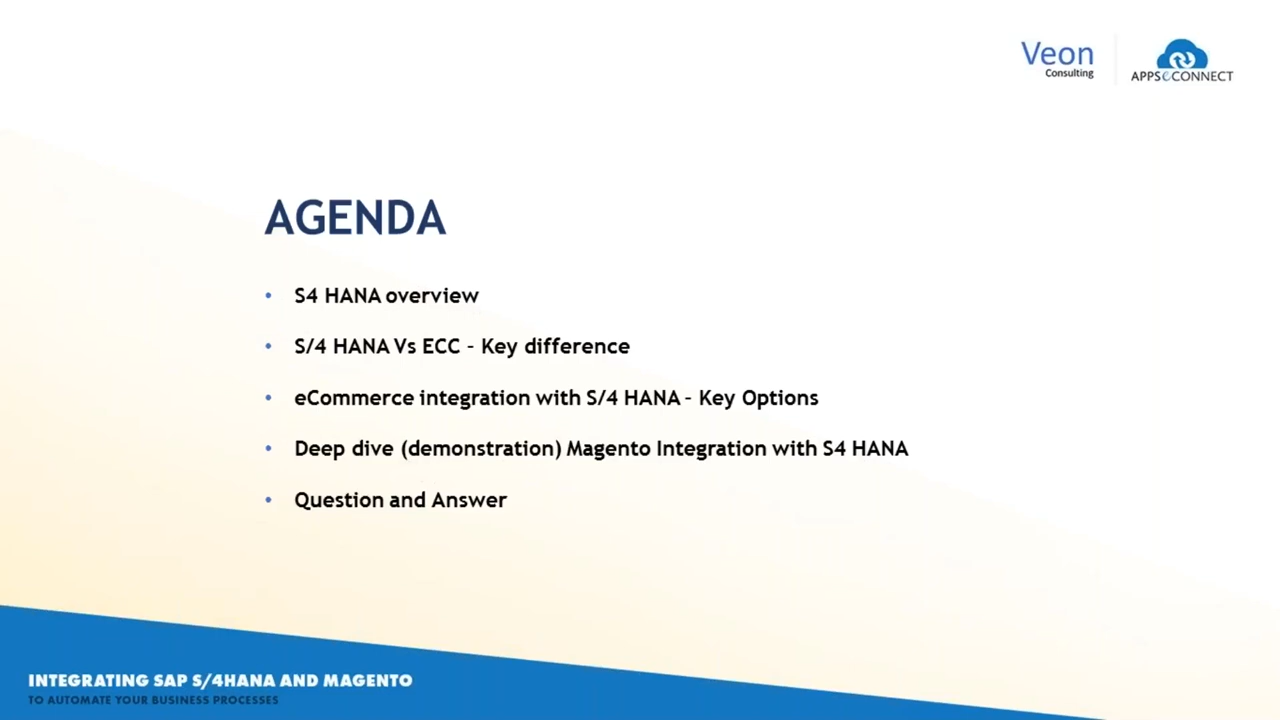 Veon
Consulting
APPSeCONNECT
AGENDA
• S4 HANA overview
• S/4 HANA Vs ECC - Key difference
• eCommerce integration with S/4 HANA - Key Options
• Deep dive (demonstration) Magento Integration with S4 HANA
• Question and Answer
INTEGRATING SAP S/4HANA AND MAGENTO
TO AUTOMATE YOUR BUSINESS PROCESSES